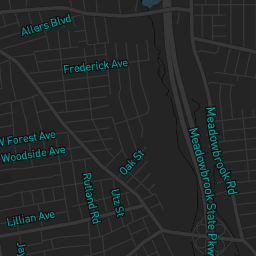 Allers Blvd
Frederick Ave
W Forest Ave
Woodside Ave
Oak St
Rutland Rd
Utz St
Lillian Ave
Meadowbrook Rd
Meadowbrook State Pkwy